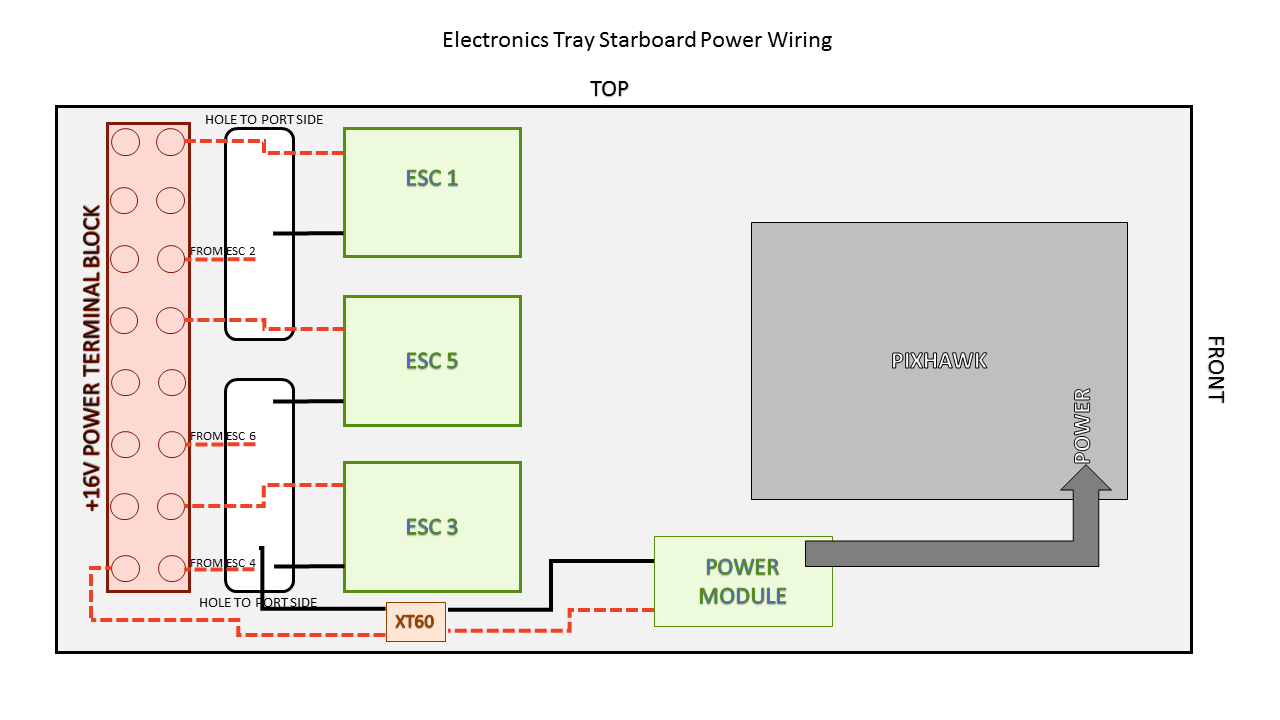 Electronics Tray Starboard Power Wiring
TOP
HOLE TO PORT SIDE
ESC 1
+16V POWER TERMINAL BLOCK
FROM ESC 2
ESC 5
PIXHAWK
POWER
FRONT
FROM ESC 6
ESC 3
FROM ESC 4
HOLE TO PORT SIDE
XT60
POWER
MODULE